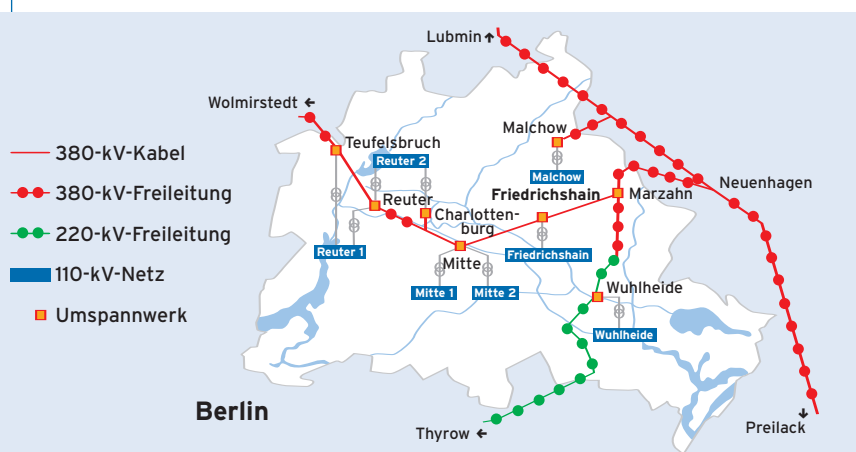 Lubmin ↑
Wolmirstedt ←
Teufelsbruch
Malchow
380-kV-Kabel
Reuter 2
Malchow
Neuenhagen
380-kV-Freileitung
Reuter
Friedrichshain
Marzahn
Charlotten-
burg
220-kV-Freileitung
Reuter 1
Mitte
Friedrichshain
110-kV-Netz
Mitte 1
Mitte 2
Wuhlheide
Umspannwerk
Wuhlheide
Berlin
Thyrow ←
Preilack ↓